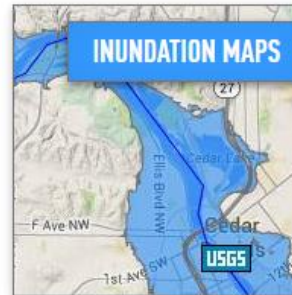 INUNDATION MAPS
27
Cedar Lake
Ellis Blvd NW
F Ave NW
Cedar
s
USGS
1st Ave SW